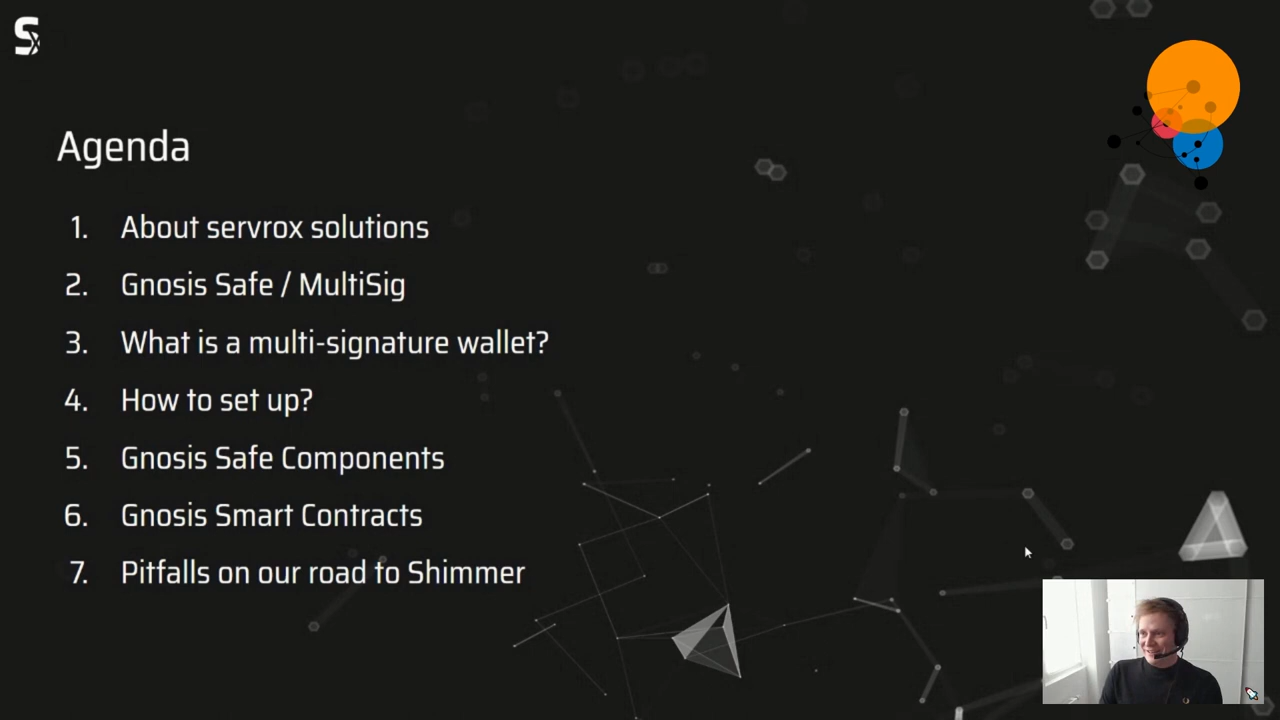 Agenda
1. About servrox solutions
2. Gnosis Safe / MultiSig
3. What is a multi-signature wallet?
4. How to set up?
5. Gnosis Safe Components
6. Gnosis Smart Contracts
7. Pitfalls on our road to Shimmer